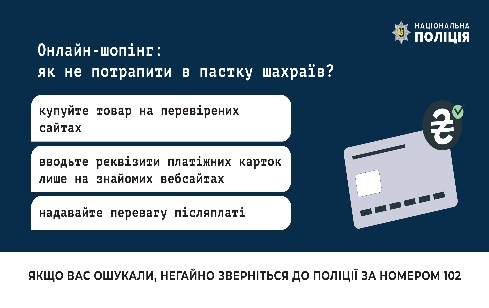 НАЦІОНАЛЬНА
ПОЛІЦІЯ
Онлайн-шопінг:
як не потрапити в пастку шахраїв?
купуйте товар на перевірених
сайтах
вводьте реквізити платіжних карток
лише на знайомих вебсайтах
надавайте перевагу післяплаті
₴
ЯКЩО ВАС ОШУКАЛИ, НЕГАЙНО ЗВЕРНІТЬСЯ ДО ПОЛІЦІЇ ЗА НОМЕРОМ 102